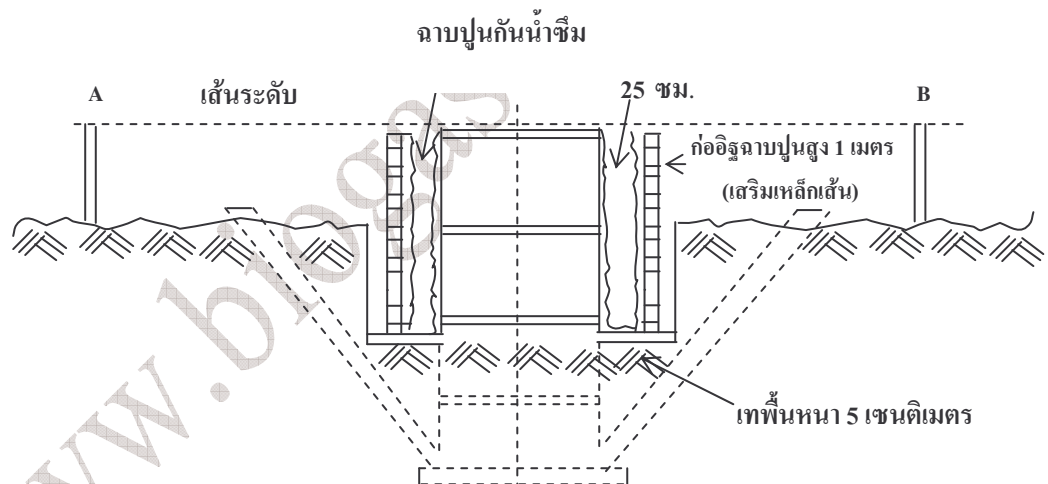 ฉาบปูนกันน้ำซึม
A
เส้นระดับ
25 ซม.
B
ก่ออิฐฉาบปูนสูง 1 เมตร
(เสริมเหล็กเส้น)
เทพื้นหนา 5 เซนติเมตร
www.biogas